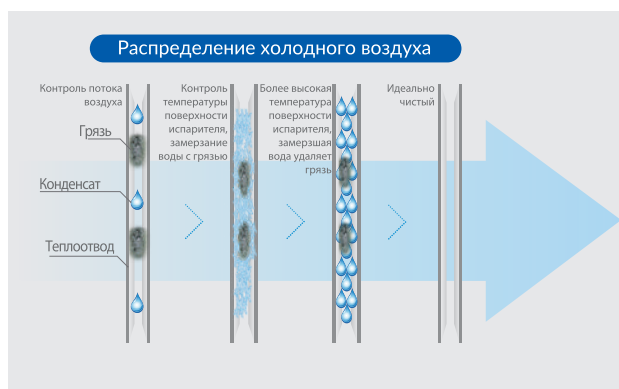 Распределение холодного воздуха
Контроль потока
воздуха
Контроль
температуры
поверхности
испарителя,
замерзание
воды с грязью
Более высокая
температура
поверхности
испарителя,
замерзшая
вода удаляет
грязь
Идеально
чистый
Грязь
Конденсат
Теплоотвод